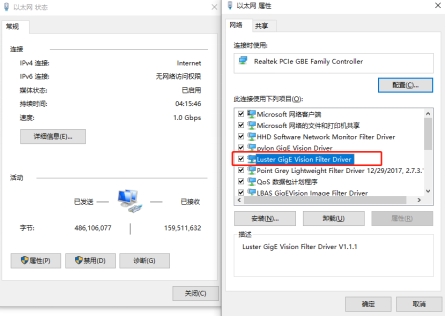 以太网 状态
常规
连接
IPv4 连接:
Internet
IPv6 连接:
无网络访问权限
媒体状态:
已启用
持续时间:
04:15:46
速度:
1.0 Gbps
详细信息(E)...
活动
已发送
已接收
字节:
486,106,077
159,511,632
属性(P)
禁用(D)
诊断(G)
关闭(C)
以太网 属性
网络
共享
连接时使用:
Realtek PCIe GBE Family Controller
配置(C)...
此连接使用下列项目(O):
Microsoft 网络客户端
Microsoft 网络的文件和打印机共享
HHD Software Network Monitor Filter Driver
pylon GigE Vision Driver
Luster GigE Vision Filter Driver
Point Grey Lightweight Filter Driver 12/29/2017, 2.7.3.
QoS 数据包计划程序
LBAS GigEVision Image Filter Driver
安装(N)...
卸载(U)
属性(R)
描述
Luster GigE Vision Filter Driver V1.1.1
确定
取消